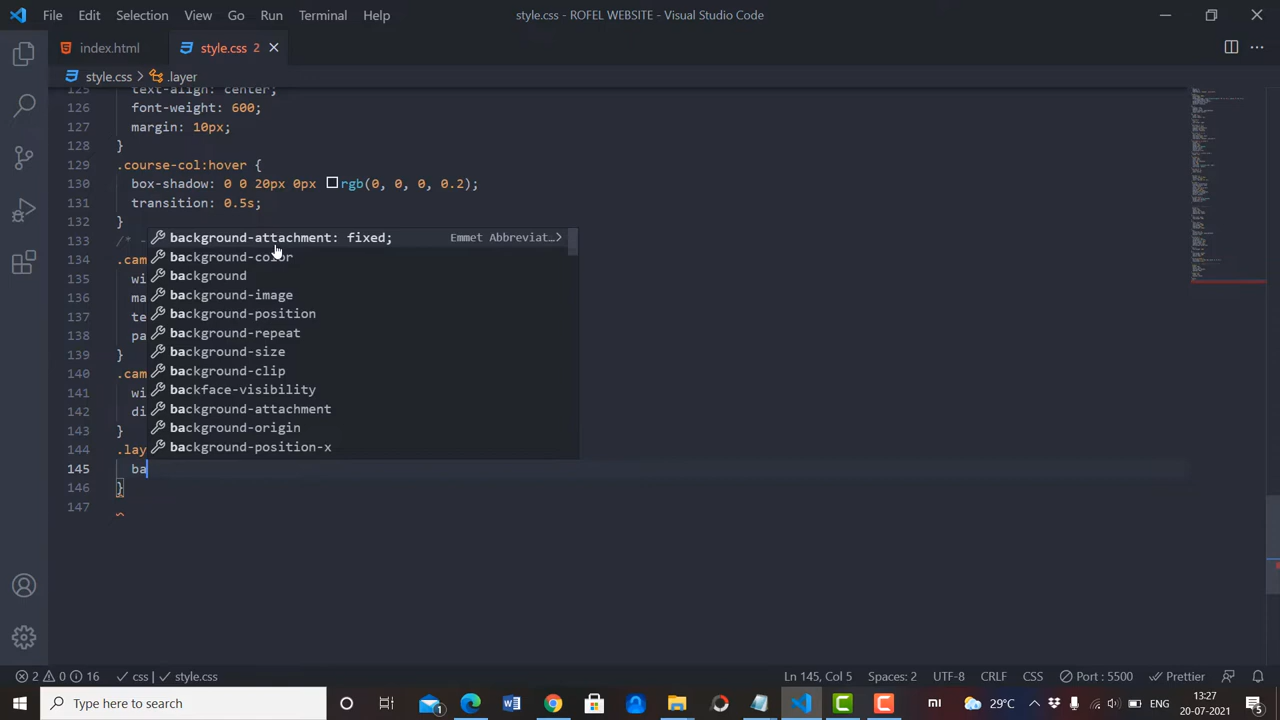 File Edit Selection View Go Run Terminal Help style.css - ROFEL WEBSITE - Visual Studio Code
index.html style.css 2
style.css .layer
125 text-align: center;
126 font-weight: 600;
127 margin: 10px;
128 }
129 .course-col:hover {
130 box-shadow: 0 0 20px 0px rgb(0, 0, 0, 0.2);
131 transition: 0.5s;
132 }
133 /* -
background-attachment: fixed; Emmet Abbreviat…>
134 .cam
background-color
135 wi
background
136 ma
background-image
137 te
background-position
138 pa
background-repeat
139 }
background-size
140 .cam
background-clip
141 wi
backface-visibility
142 di
background-attachment
143 }
background-origin
144 .lay
background-position-x
145 ba
146 }
147
2 0 16 css style.css Ln 145, Col 5 Spaces: 2 UTF-8 CRLF CSS Port : 5500 Prettier
Type here to search 1 MI 29°C ENG 13:27 20-07-2021 5